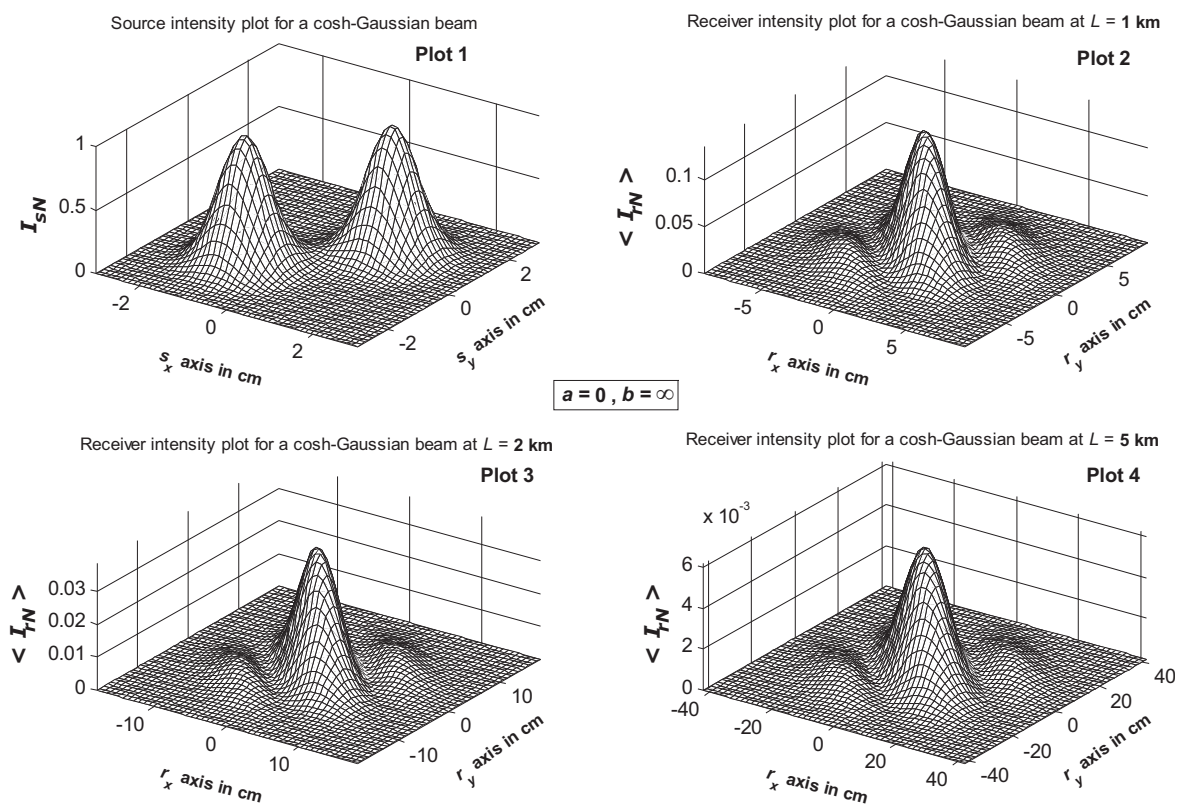 Source intensity plot for a cosh-Gaussian beam
Plot 1
1
0.5
0
I_sN
-2
0
2
s_x axis in cm
-2
0
2
s_y axis in cm
Receiver intensity plot for a cosh-Gaussian beam at L = 1 km
Plot 2
0.1
0.05
0
< I_rN >
-5
0
5
r_x axis in cm
-5
0
5
r_y axis in cm
a = 0 , b = ∞
Receiver intensity plot for a cosh-Gaussian beam at L = 2 km
Plot 3
0.03
0.02
0.01
0
< I_rN >
-10
0
10
r_x axis in cm
-10
0
10
r_y axis in cm
Receiver intensity plot for a cosh-Gaussian beam at L = 5 km
Plot 4
x 10^-3
6
4
2
0
< I_rN >
-40
-20
0
20
40
r_x axis in cm
-40
-20
0
20
40
r_y axis in cm